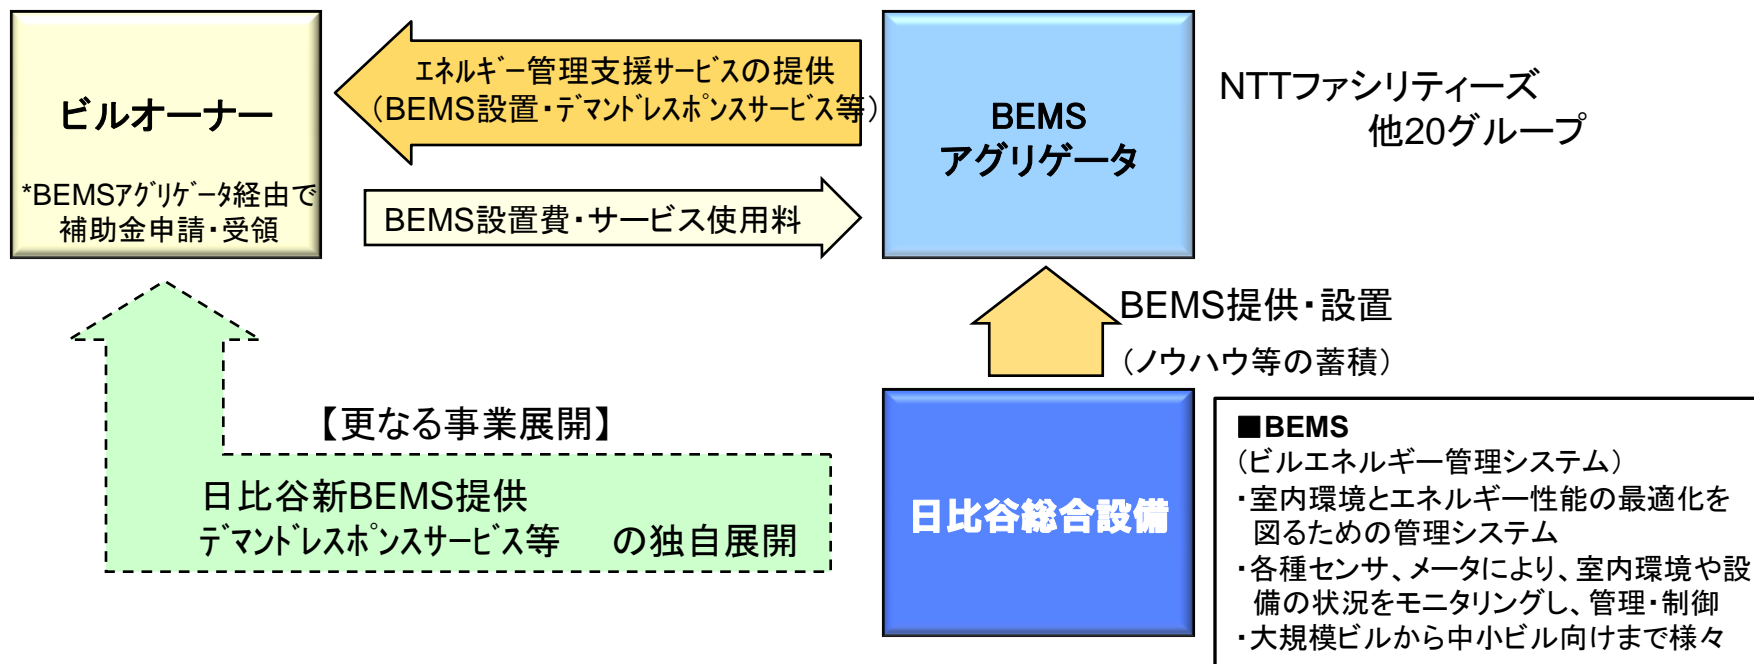 ビルオーナー
*BEMSｱｸﾞﾘｹﾞｰﾀ経由で
補助金申請・受領
ｴﾈﾙｷﾞｰ管理支援ｻｰﾋﾞｽの提供
（BEMS設置・ﾃﾞﾏﾝﾄﾞﾚｽﾎﾟﾝｽｻｰﾋﾞｽ等）
BEMS設置費・サービス使用料
BEMS
アグリゲータ
NTTファシリティーズ
他20グループ
BEMS提供・設置
（ノウハウ等の蓄積）
【更なる事業展開】
日比谷新BEMS提供
ﾃﾞﾏﾝﾄﾞﾚｽﾎﾟﾝｽｻｰﾋﾞｽ等　の独自展開
日比谷総合設備
■BEMS
（ビルエネルギー管理システム）
・室内環境とエネルギー性能の最適化を
図るための管理システム
・各種センサ、メータにより、室内環境や設
備の状況をモニタリングし、管理・制御
・大規模ビルから中小ビル向けまで様々